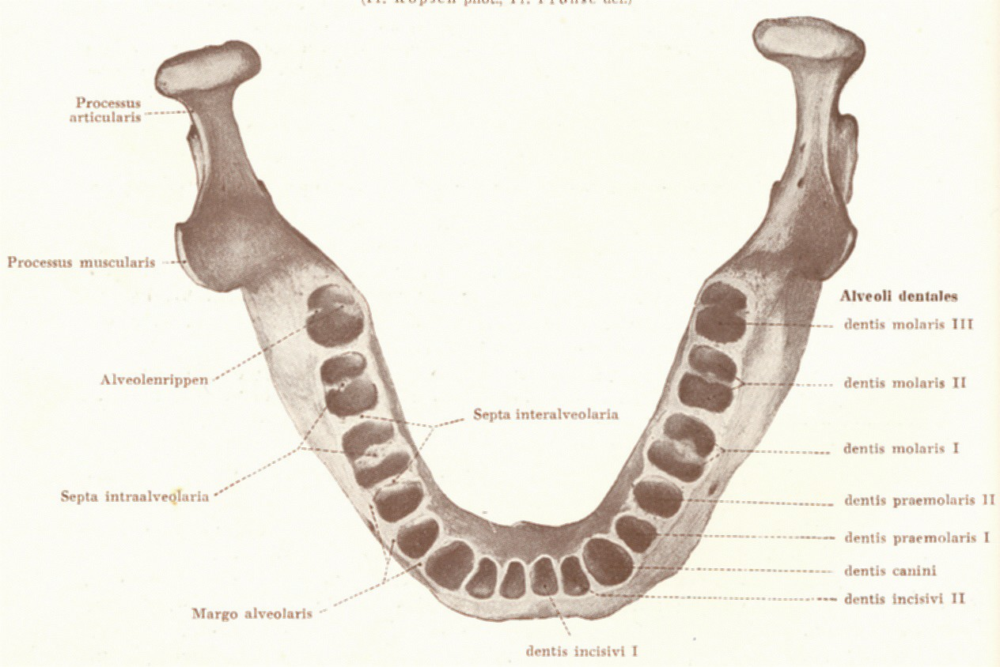 Processus
articularis
Processus muscularis
Alveolenrippen
Septa interalveolaria
Septa intraalveolaria
Margo alveolaris
dentis incisivi I
Alveoli dentales
dentis molaris III
dentis molaris II
dentis molaris I
dentis praemolaris II
dentis praemolaris I
dentis canini
dentis incisivi II